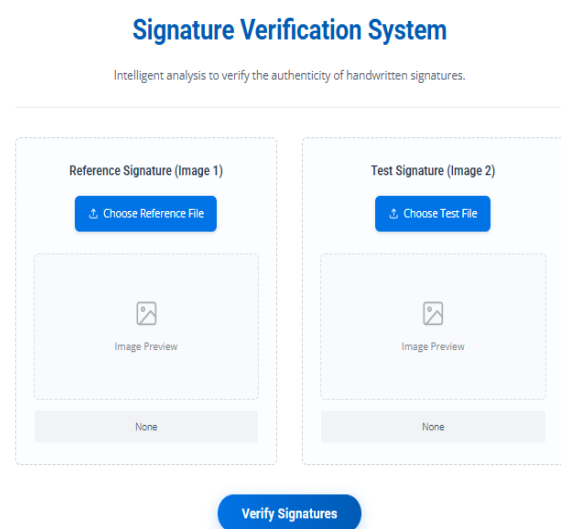 Signature Verification System
Intelligent analysis to verify the authenticity of handwritten signatures.
Reference Signature (Image 1)
Choose Reference File
Image Preview
None
Test Signature (Image 2)
Choose Test File
Image Preview
None
Verify Signatures